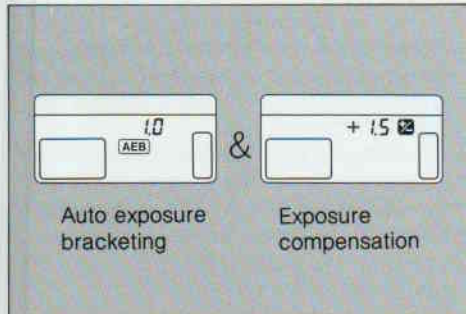 1.0
AEB
&
+ 1.5
Auto exposure
bracketing
Exposure
compensation